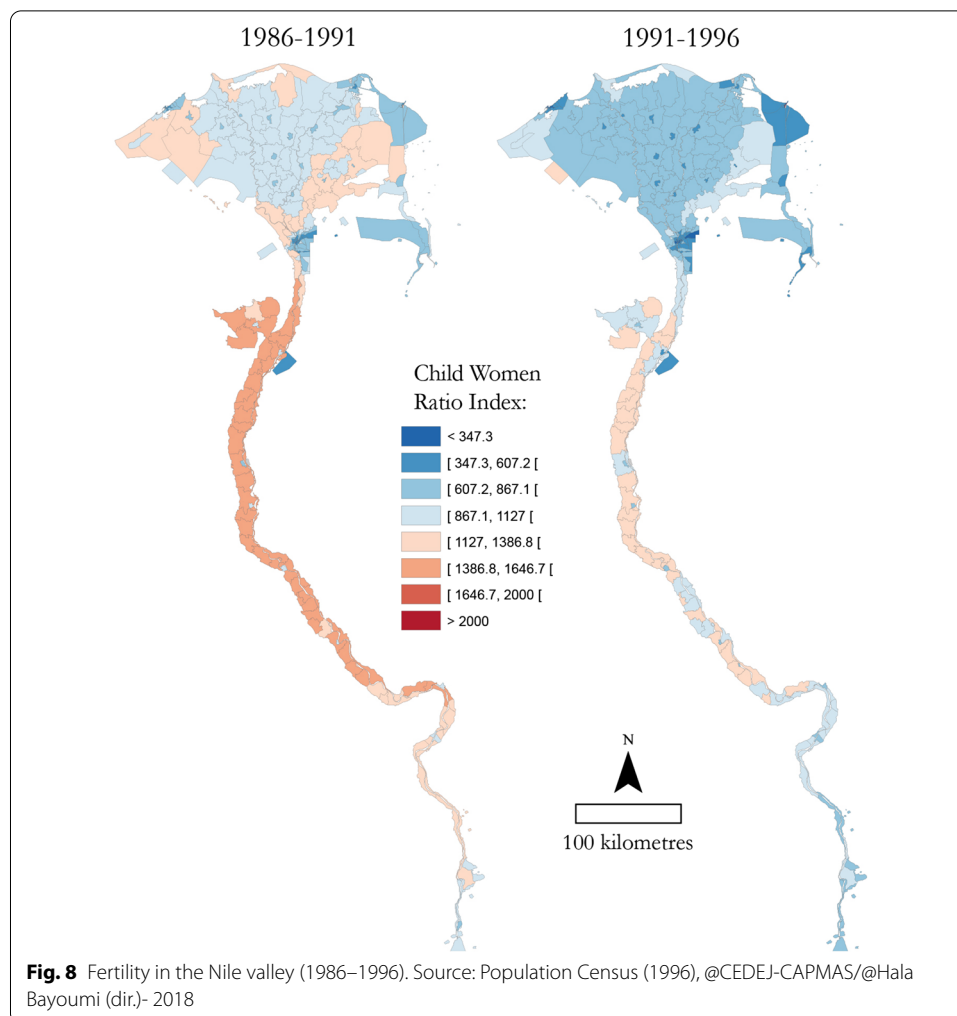 1986-1991
1991-1996
Child Women
Ratio Index:
< 347.3
[ 347.3, 607.2 [
[ 607.2, 867.1 [
[ 867.1, 1127 [
[ 1127, 1386.8 [
[ 1386.8, 1646.7 [
[ 1646.7, 2000 [
> 2000
N
100 kilometres
Fig. 8 Fertility in the Nile valley (1986–1996). Source: Population Census (1996), @CEDEJ-CAPMAS/@Hala
Bayoumi (dir.)- 2018